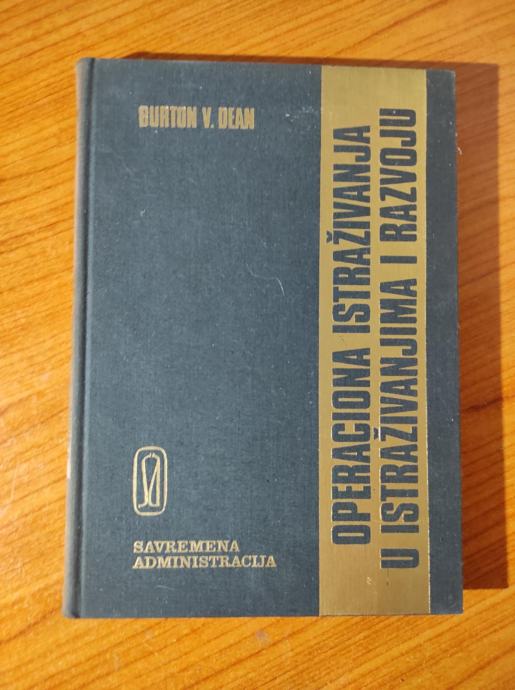 BURTON V. DEAN
OPERACIONA ISTRAŽIVANJA
U ISTRAŽIVANJIMA I RAZVOJU
SAVREMENA
ADMINISTRACIJA